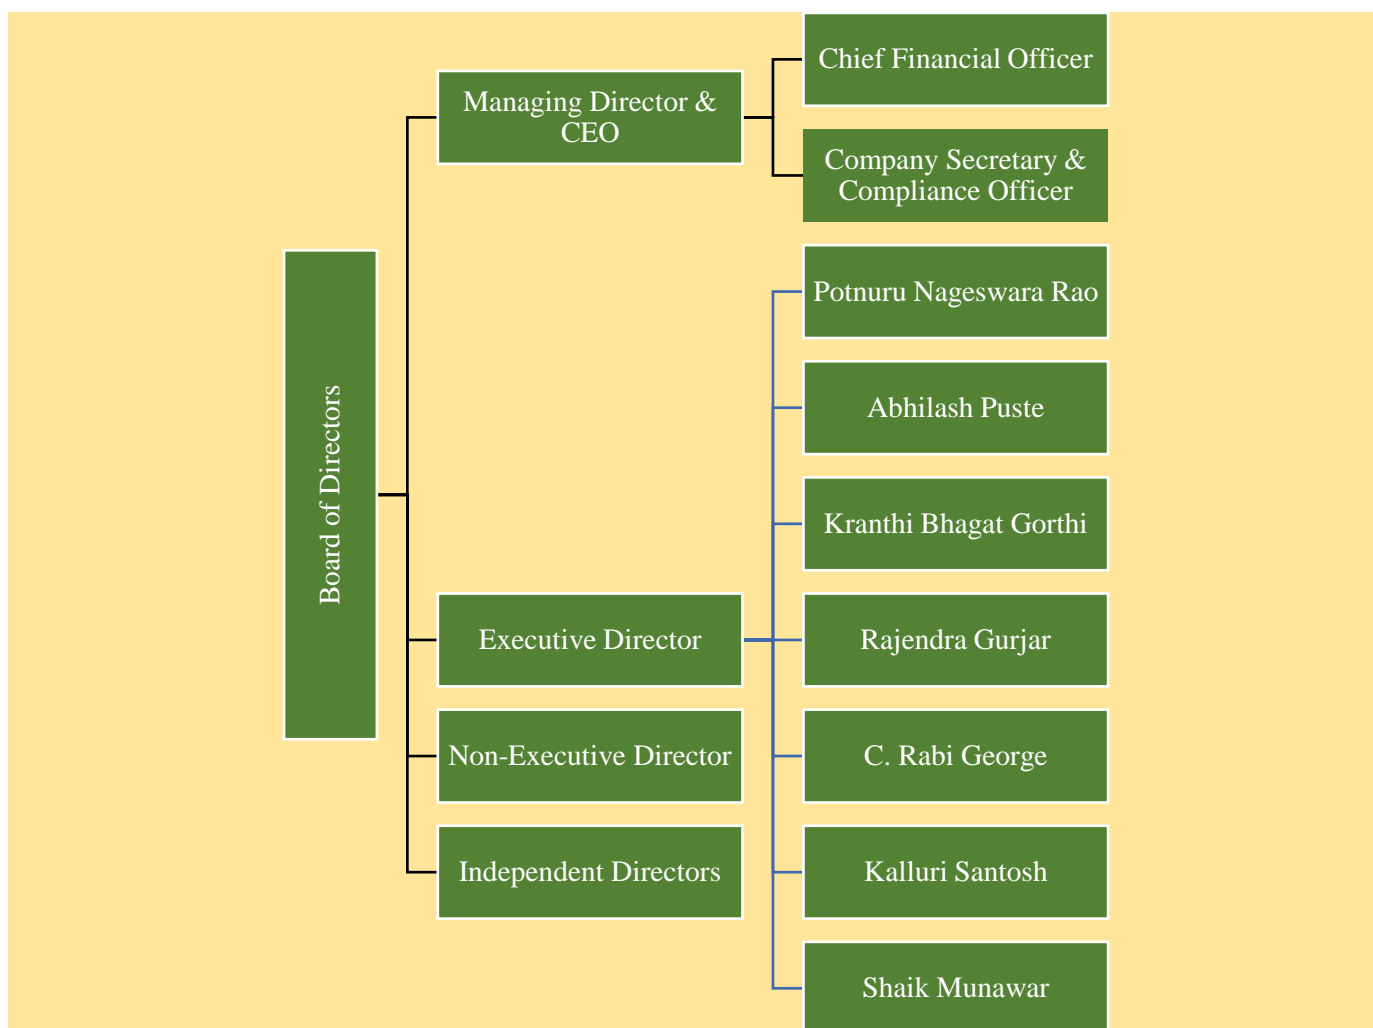 Board of Directors
Managing Director &
CEO
Chief Financial Officer
Company Secretary &
Compliance Officer
Executive Director
Potnuru Nageswara Rao
Abhilash Puste
Kranthi Bhagat Gorthi
Rajendra Gurjar
C. Rabi George
Kalluri Santosh
Shaik Munawar
Non-Executive Director
Independent Directors